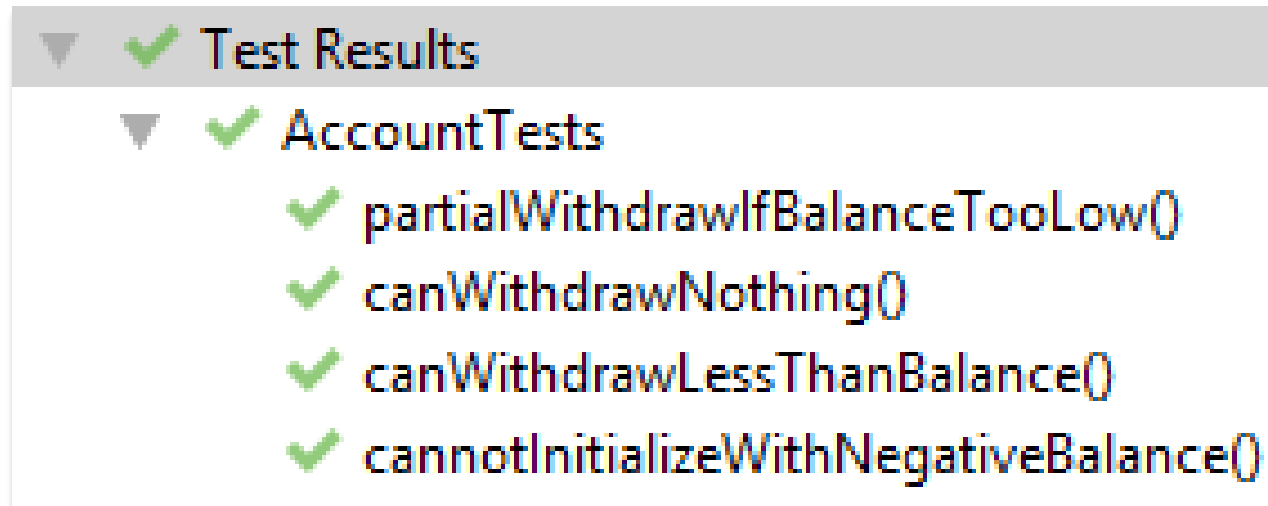 Test Results
AccountTests
partialWithdrawIfBalanceTooLow()
canWithdrawNothing()
canWithdrawLessThanBalance()
cannotInitializeWithNegativeBalance()